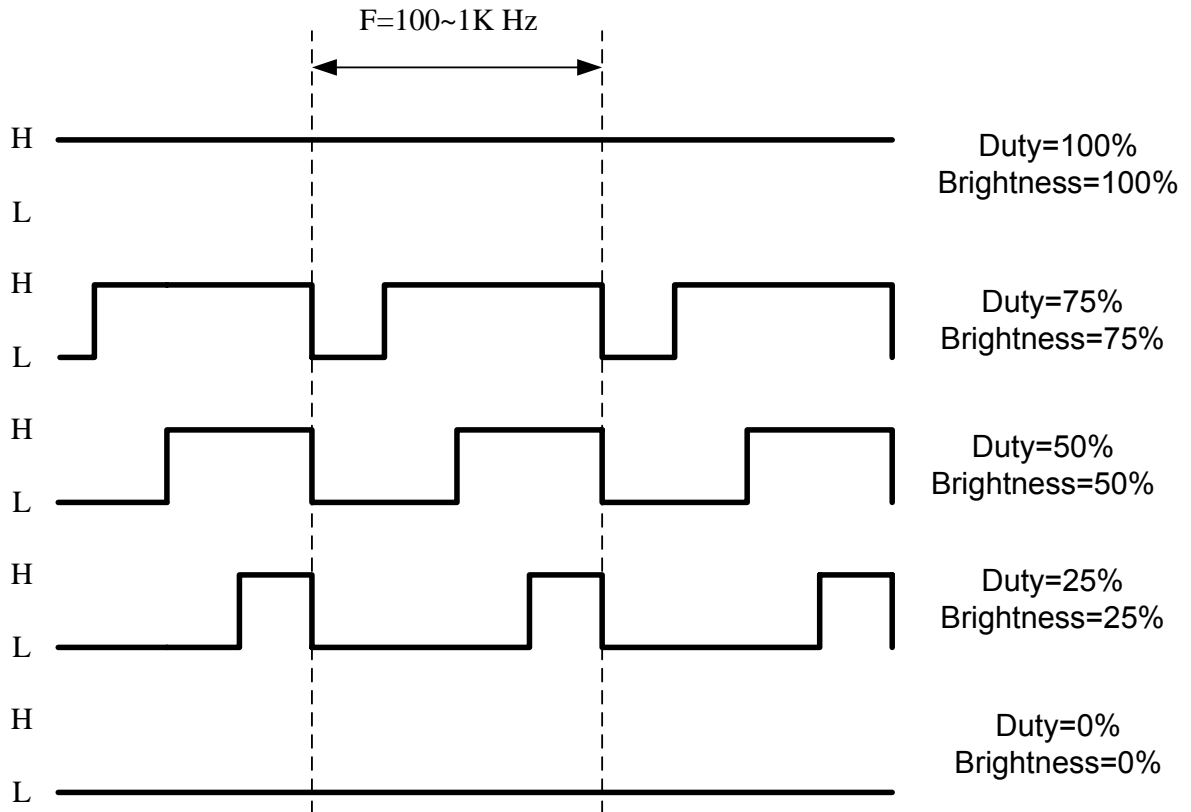 F=100~1K Hz
H
Duty=100%
Brightness=100%
L
H
Duty=75%
Brightness=75%
L
H
Duty=50%
Brightness=50%
L
H
Duty=25%
Brightness=25%
L
H
Duty=0%
Brightness=0%
L